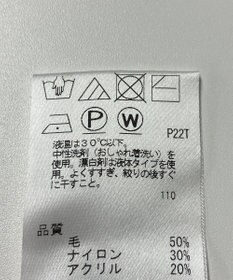 P W
P22T
液温は30℃以下。
中性洗剤(おしゃれ着洗い)を
使用。漂白剤は液体タイプを使
用。よくすすぎ、絞りの後すぐ
に干すこと。
110
品質
毛 50%
ナイロン 30%
アクリル 20%